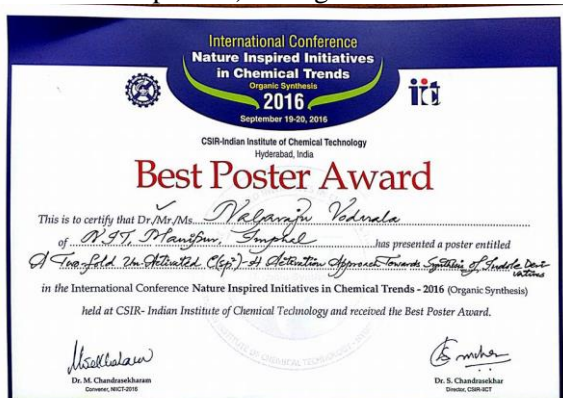 International Conference
Nature Inspired Initiatives
in Chemical Trends
Organic Synthesis
2016
September 19-20, 2016
iict
CSIR-Indian Institute of Chemical Technology
Hyderabad, India
Best Poster Award
This is to certify that Dr./Mr./Ms. Nalgaraju Vodnala
of NIT, Manipur, Imphal has presented a poster entitled
A Two-fold Un-Activated C(sp²)-H Activation Approach Towards Synthesis of Indole Derivatives
in the International Conference Nature Inspired Initiatives in Chemical Trends - 2016 (Organic Synthesis)
held at CSIR- Indian Institute of Chemical Technology and received the Best Poster Award.
Dr. M. Chandrasekharam
Dr. S. Chandrasekhar
Convener, NIICT-2016
Director, CSIR-IICT